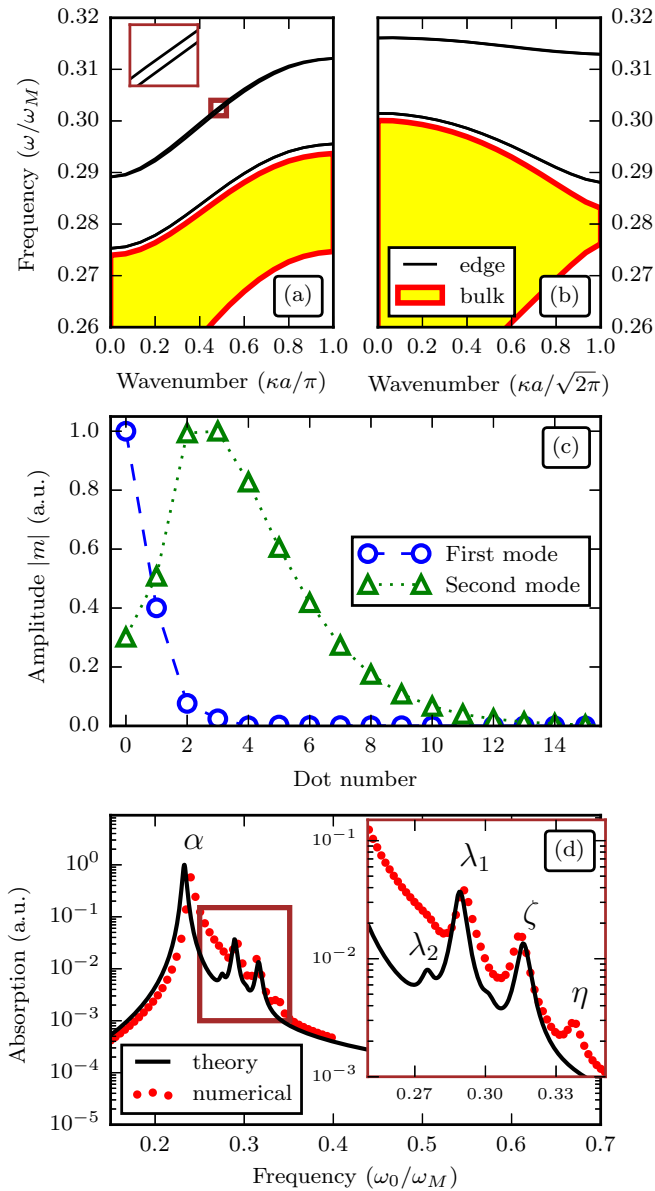 0.32 0.32
0.31 0.31
0.30 0.30
0.29 0.29
0.28 0.28
0.27 0.27
0.26 0.26
Frequency (ω/ω_M)
(a)
edge
bulk
(b)
0.0 0.2 0.4 0.6 0.8 1.0 0.0 0.2 0.4 0.6 0.8 1.0
Wavenumber (κa/π) Wavenumber (κa/√2π)
1.0
0.8
0.6
0.4
0.2
0.0
Amplitude |m| (a.u.)
(c)
First mode
Second mode
0 2 4 6 8 10 12 14
Dot number
10^0
10^−1
10^−2
10^−3
10^−4
10^−5
Absorption (a.u.)
α
theory
numerical
10^−1
10^−2
10^−3
(d)
λ_1
λ_2
ζ
η
0.27 0.30 0.33
0.2 0.3 0.4 0.5 0.6 0.7
Frequency (ω_0/ω_M)